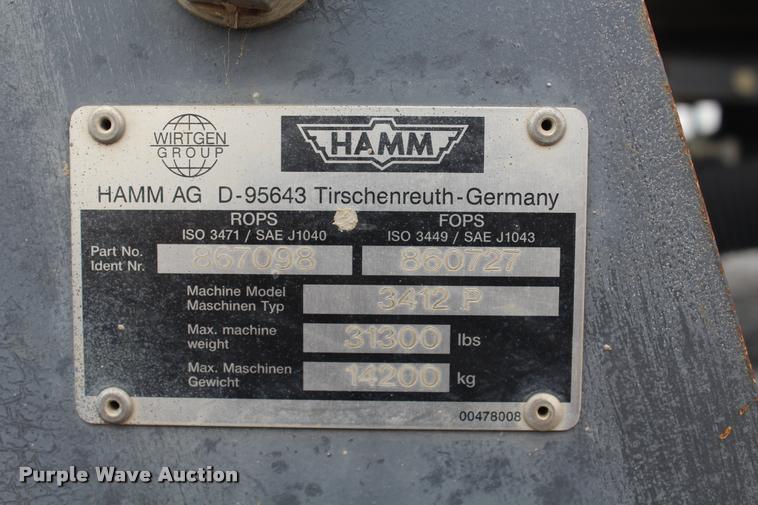 WIRTGEN
GROUP
HAMM
HAMM AG D-95643 Tirschenreuth-Germany
ROPS
ISO 3471 / SAE J1040
FOPS
ISO 3449 / SAE J1043
Part No.
Ident Nr.
867098
860727
Machine Model
Maschinen Typ
3412 P
Max. machine
weight
31300 lbs
Max. Maschinen
Gewicht
14200 kg
00478008
Purple Wave Auction